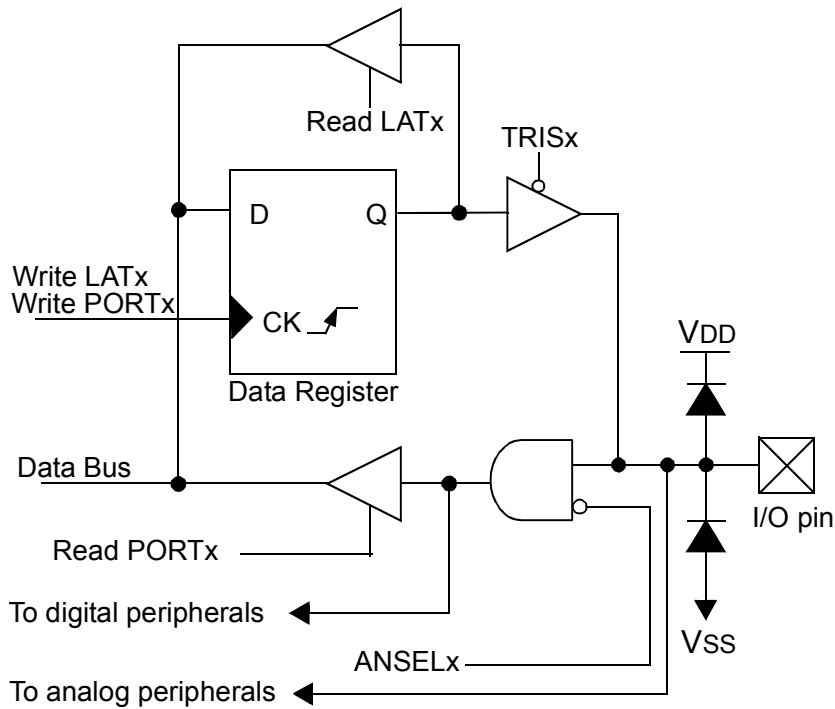 Read LATx
TRISx
D
Q
Write LATx
Write PORTx
CK
VDD
Data Register
Data Bus
I/O pin
Read PORTx
To digital peripherals
VSS
ANSELx
To analog peripherals